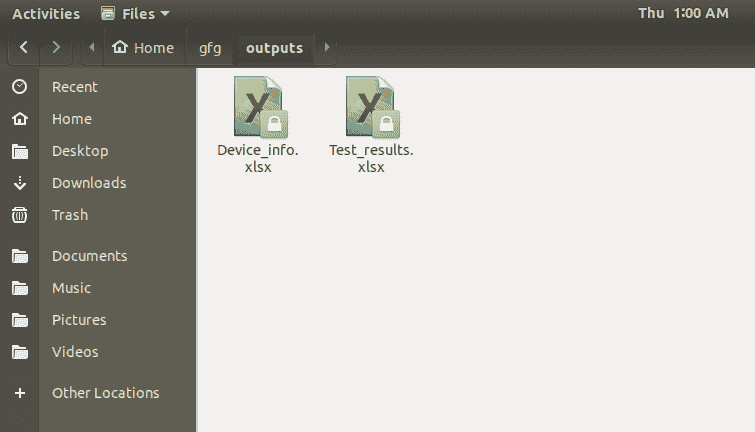 Activities Files Thu 1:00 AM
Home gfg outputs
Recent
Home
Desktop
Downloads
Trash
Documents
Music
Pictures
Videos
Other Locations
Device_info.
xlsx
Test_results.
xlsx